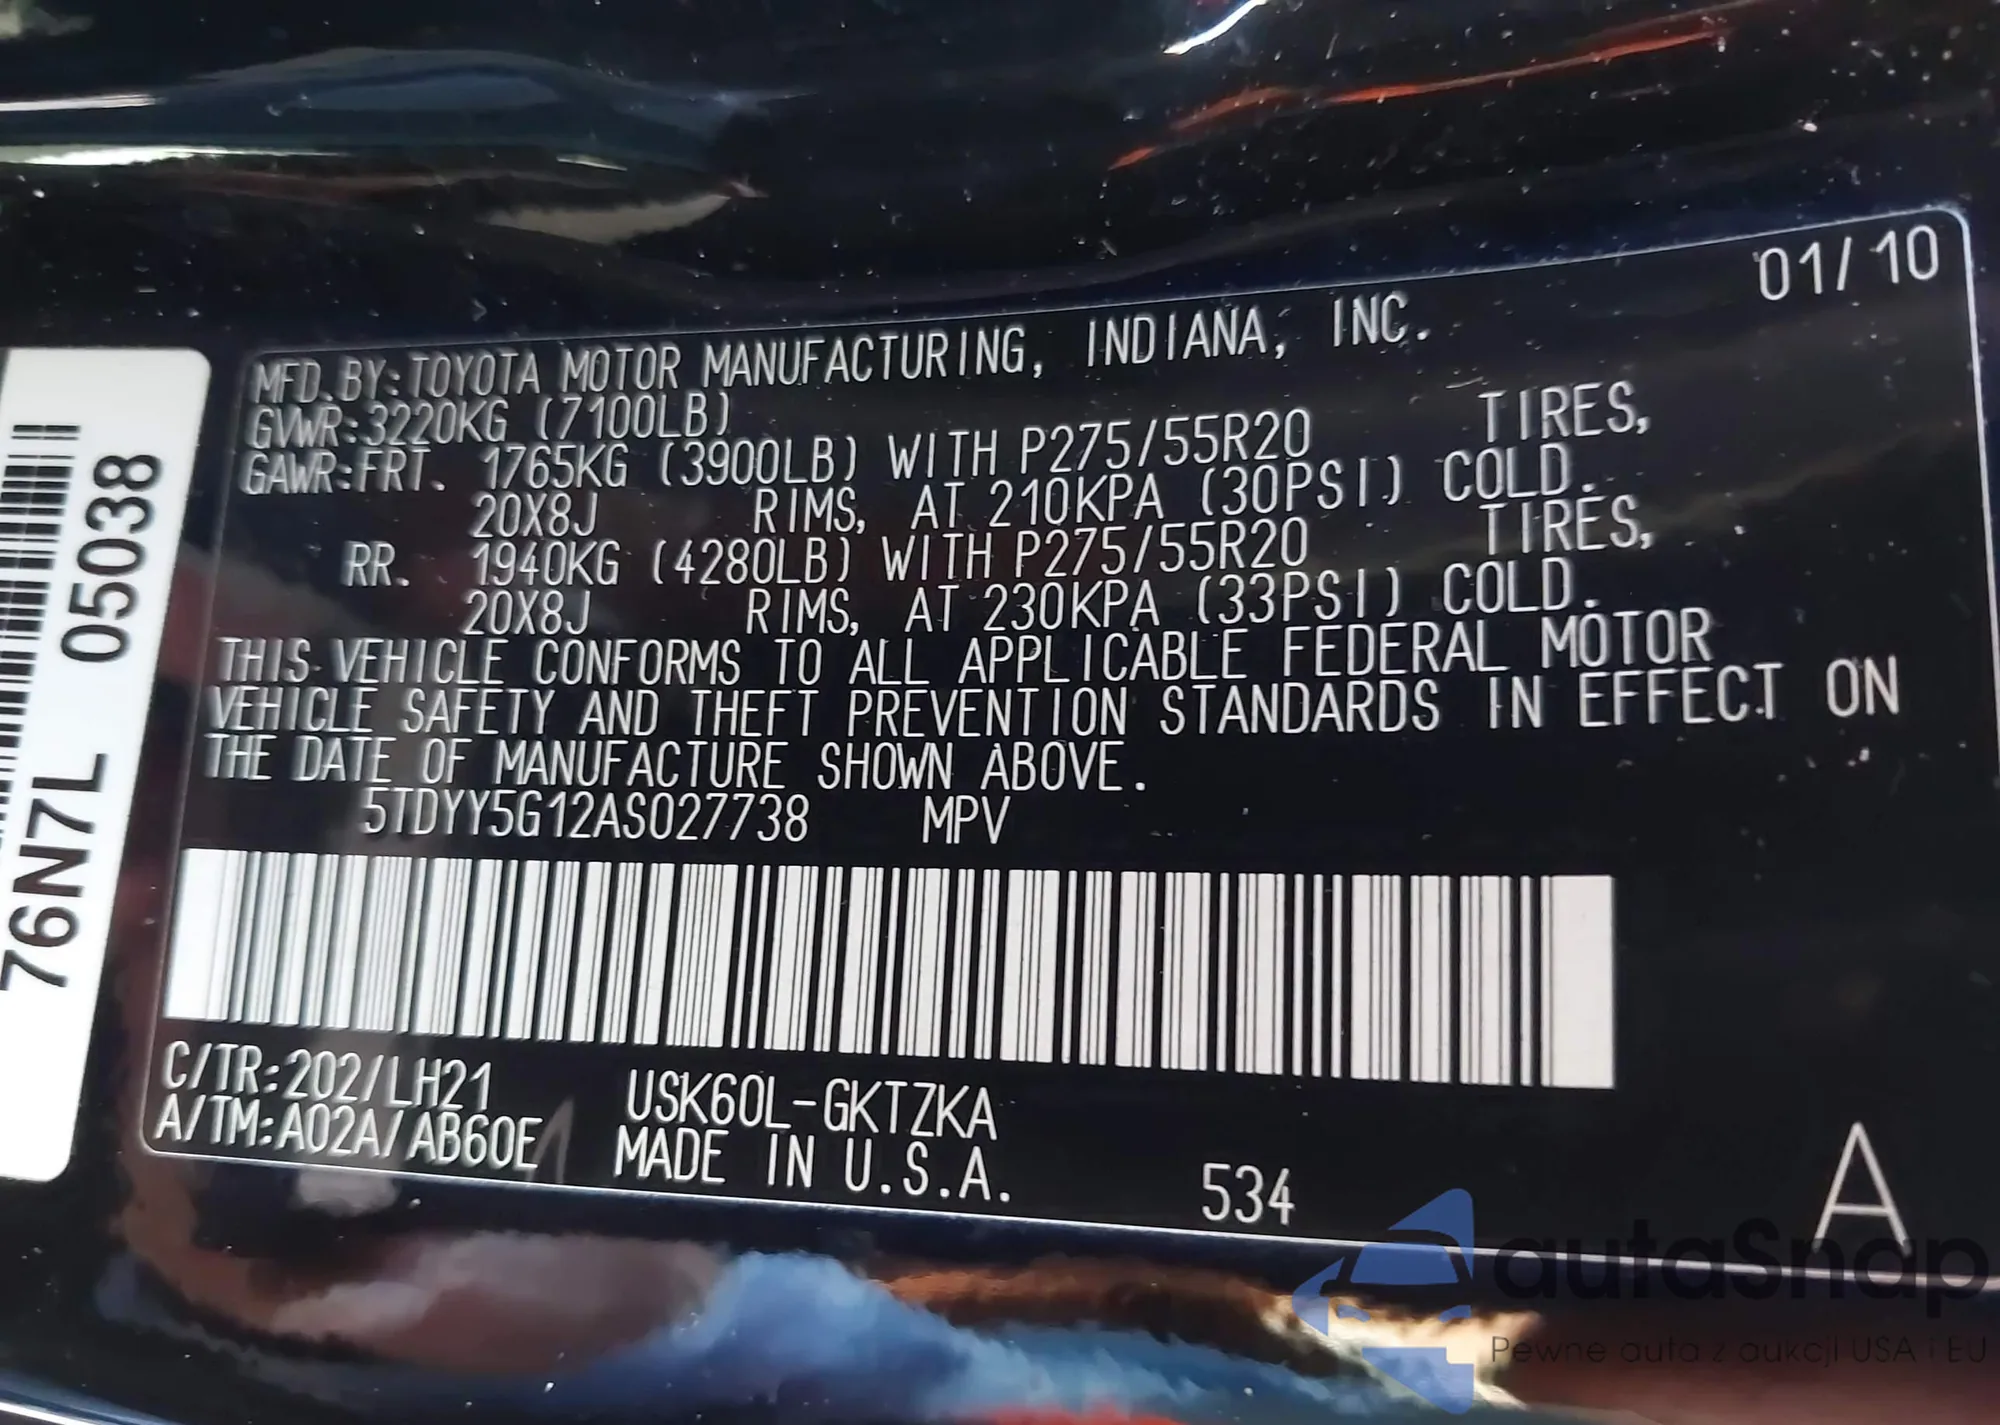 01/10
MFD.BY:TOYOTA MOTOR MANUFACTURING, INDIANA, INC.
GVWR:3220KG (7100LB)
GAWR:FRT. 1765KG (3900LB) WITH P275/55R20 TIRES,
20X8J RIMS, AT 210KPA (30PSI) COLD.
RR. 1940KG (4280LB) WITH P275/55R20 TIRES,
20X8J RIMS, AT 230KPA (33PSI) COLD.
THIS VEHICLE CONFORMS TO ALL APPLICABLE FEDERAL MOTOR
VEHICLE SAFETY AND THEFT PREVENTION STANDARDS IN EFFECT ON
THE DATE OF MANUFACTURE SHOWN ABOVE.
5TDYY5G12AS027738 MPV
C/TR:202/LH21 USK60L-GKTZKA
A/TM:A02A/AB60E MADE IN U.S.A.
534
A
76N7L 05038
autaSnap
Pewne auta z aukcji USA i EU